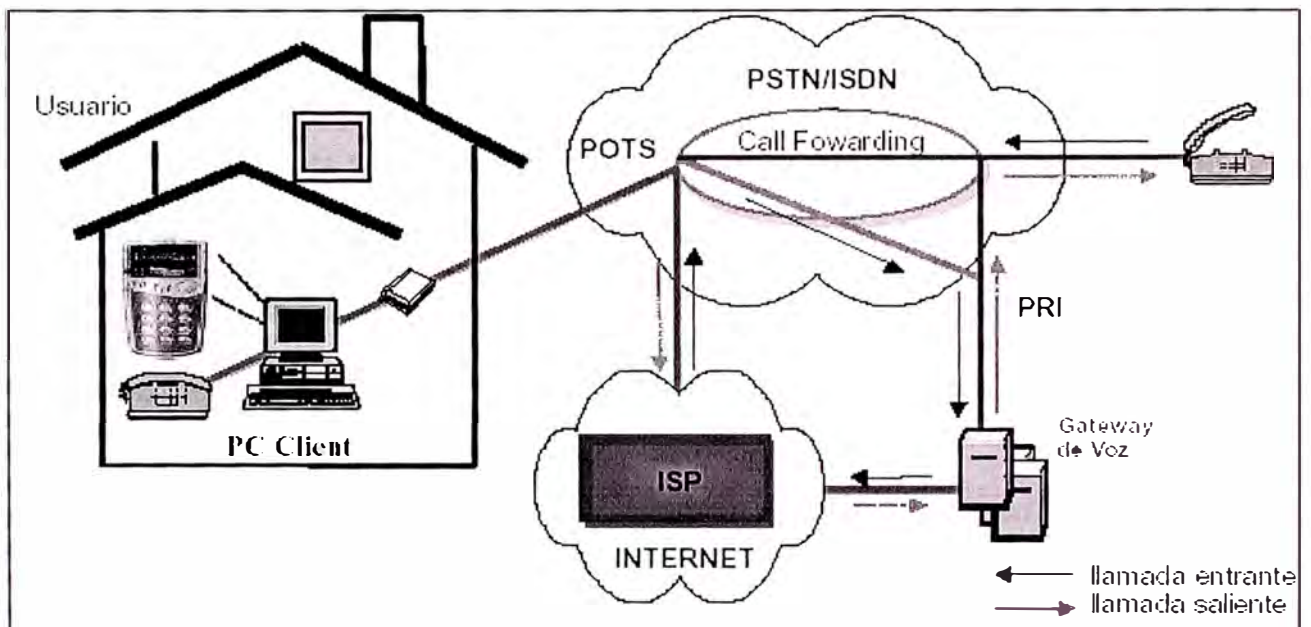 Usuario
PSTN/ISDN
POTS
Call Fowarding
PRI
PC Client
Gateway
de Voz
ISP
INTERNET
llamada entrante
llamada saliente